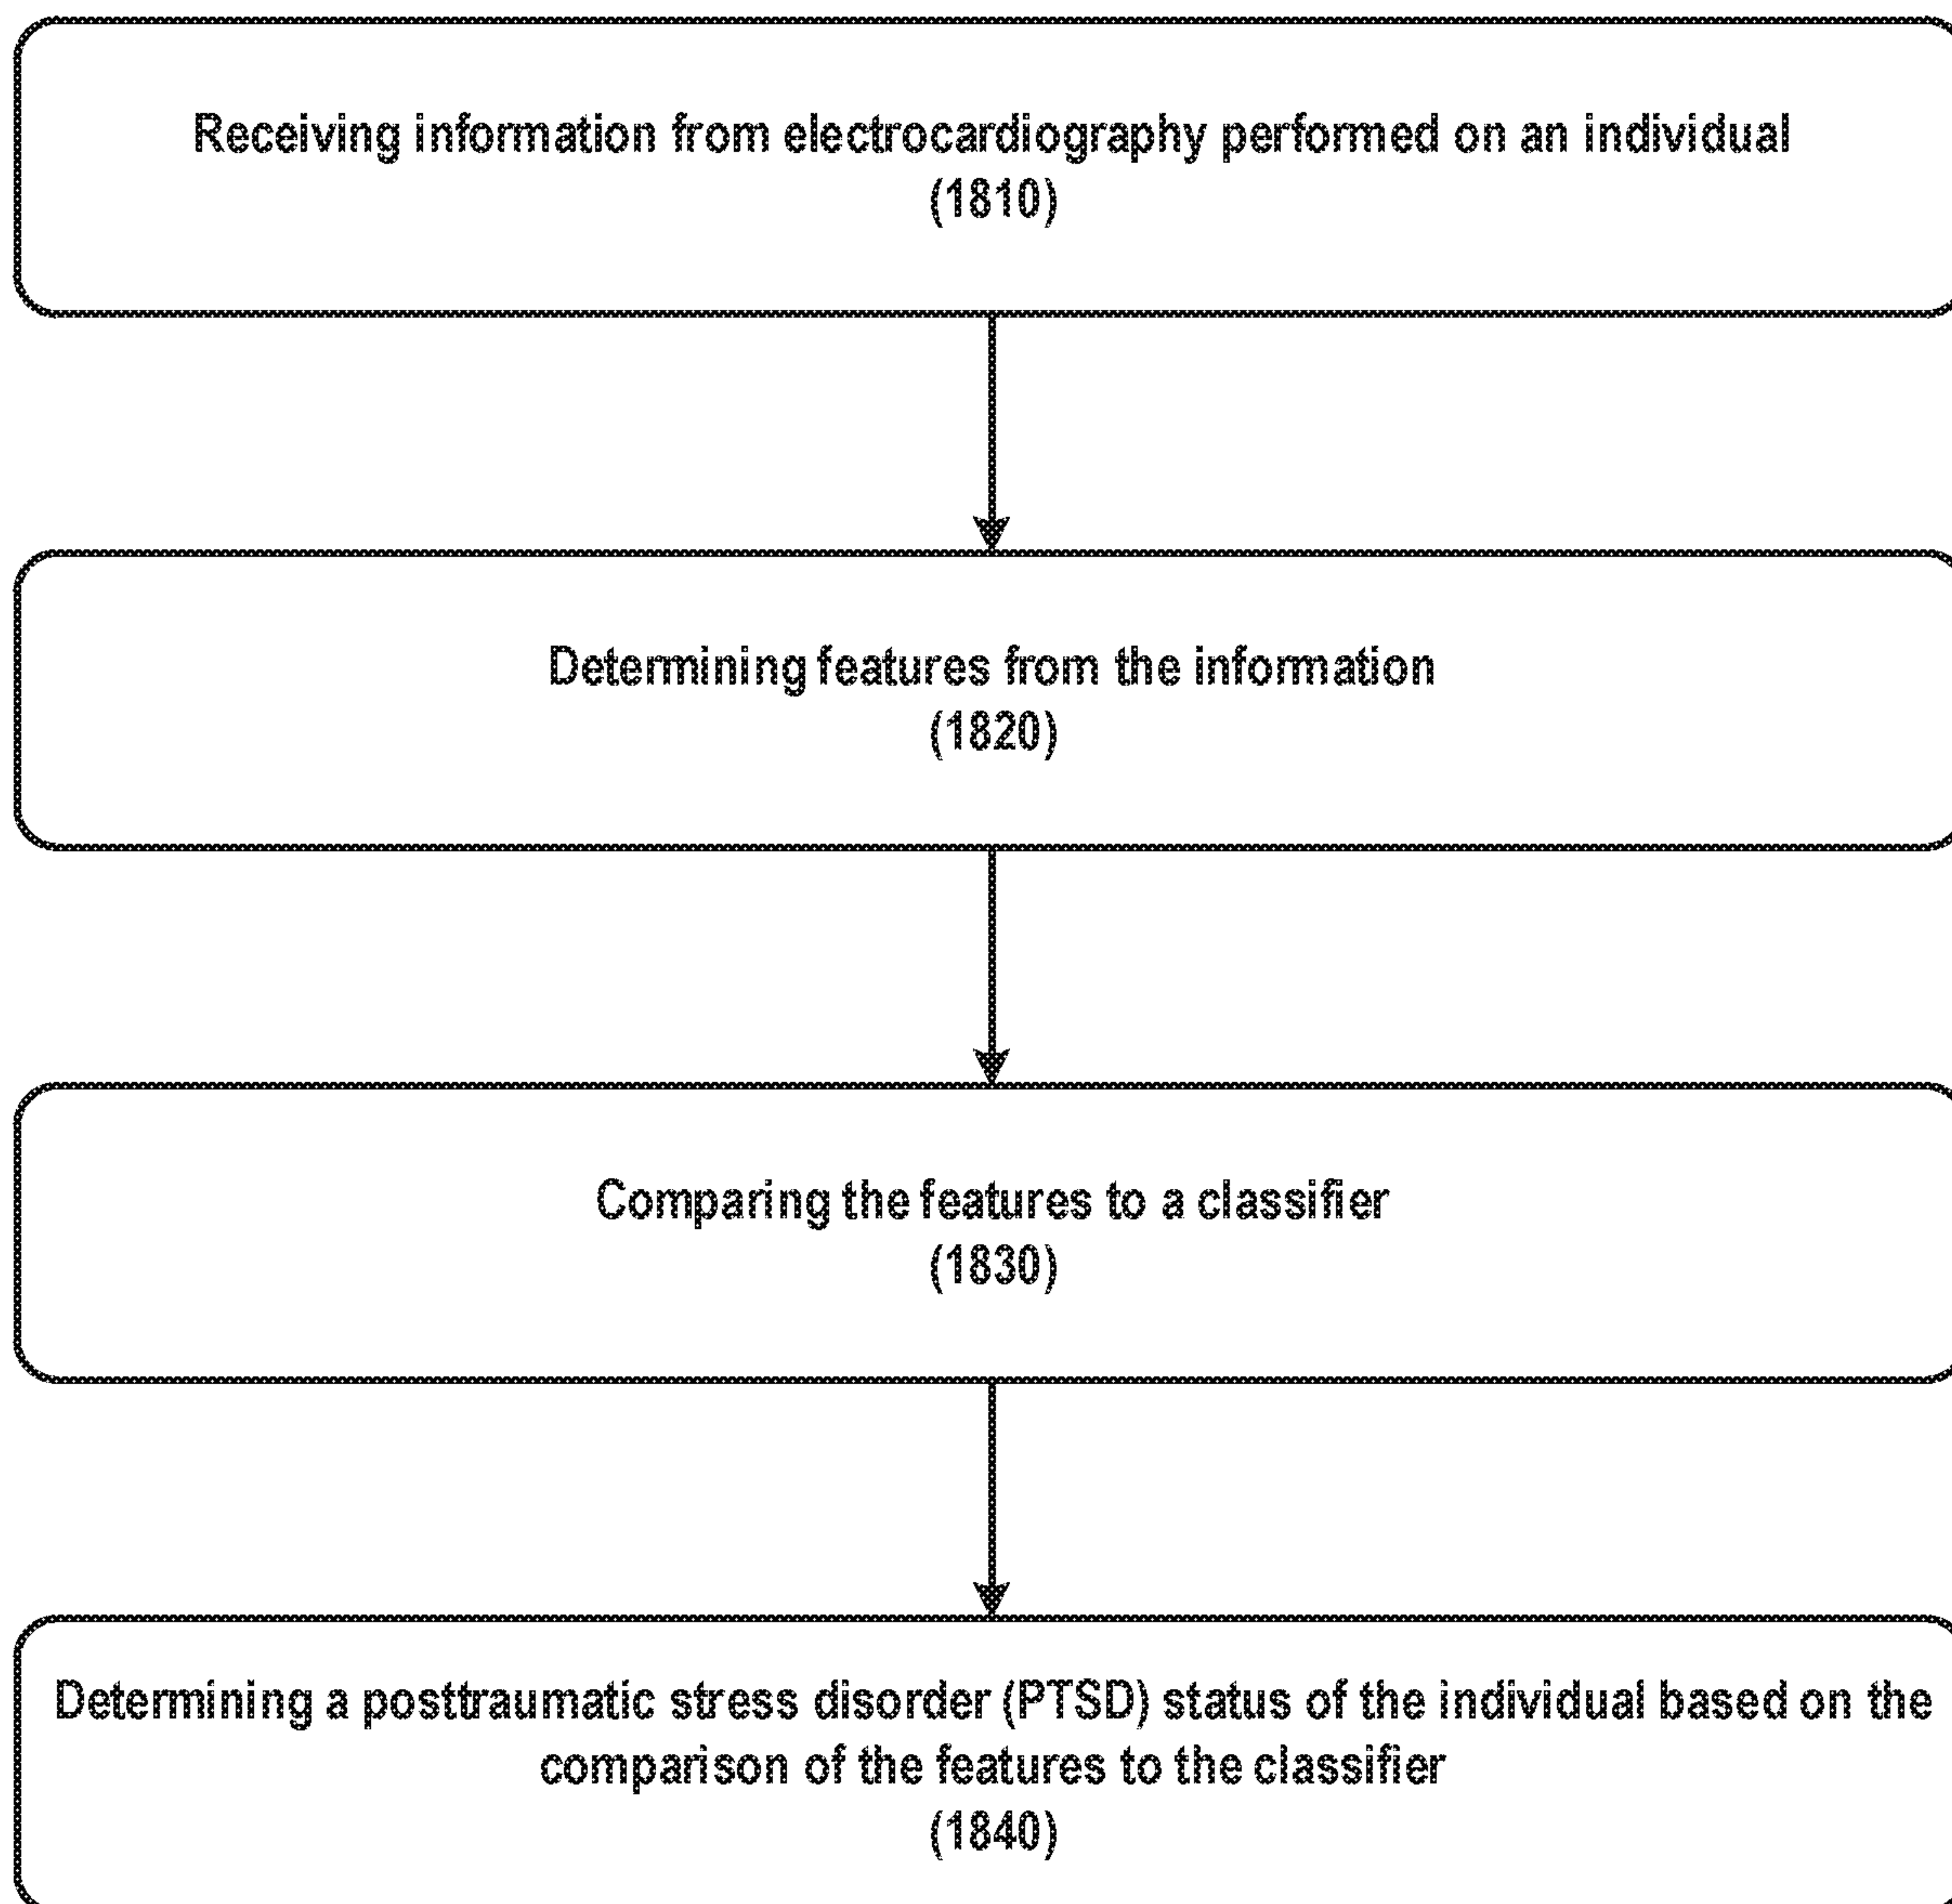 Receiving information from electrocardiography performed on an individual
(1810)
Determining features from the information
(1820)
Comparing the features to a classifier
(1830)
Determining a posttraumatic stress disorder (PTSD) status of the individual based on the
comparison of the features to the classifier
(1840)